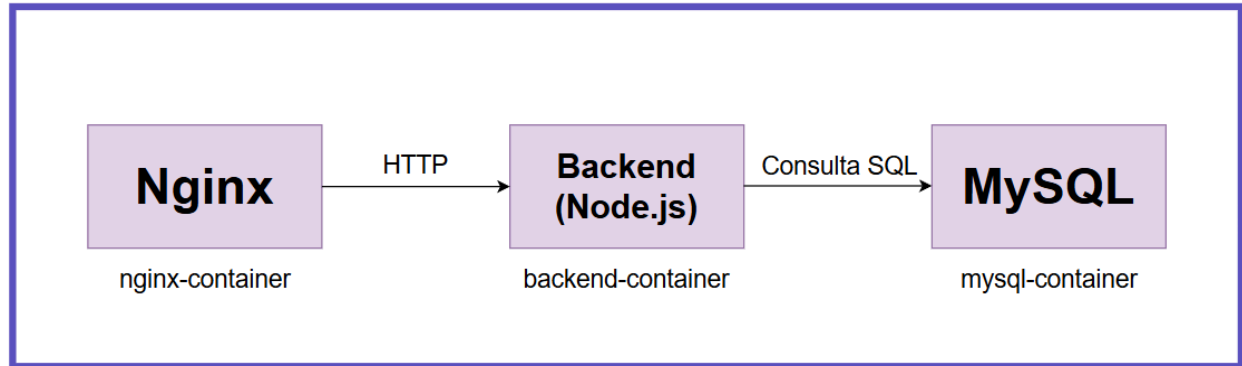 Nginx
HTTP
Backend
(Node.js)
Consulta SQL
MySQL
nginx-container
backend-container
mysql-container